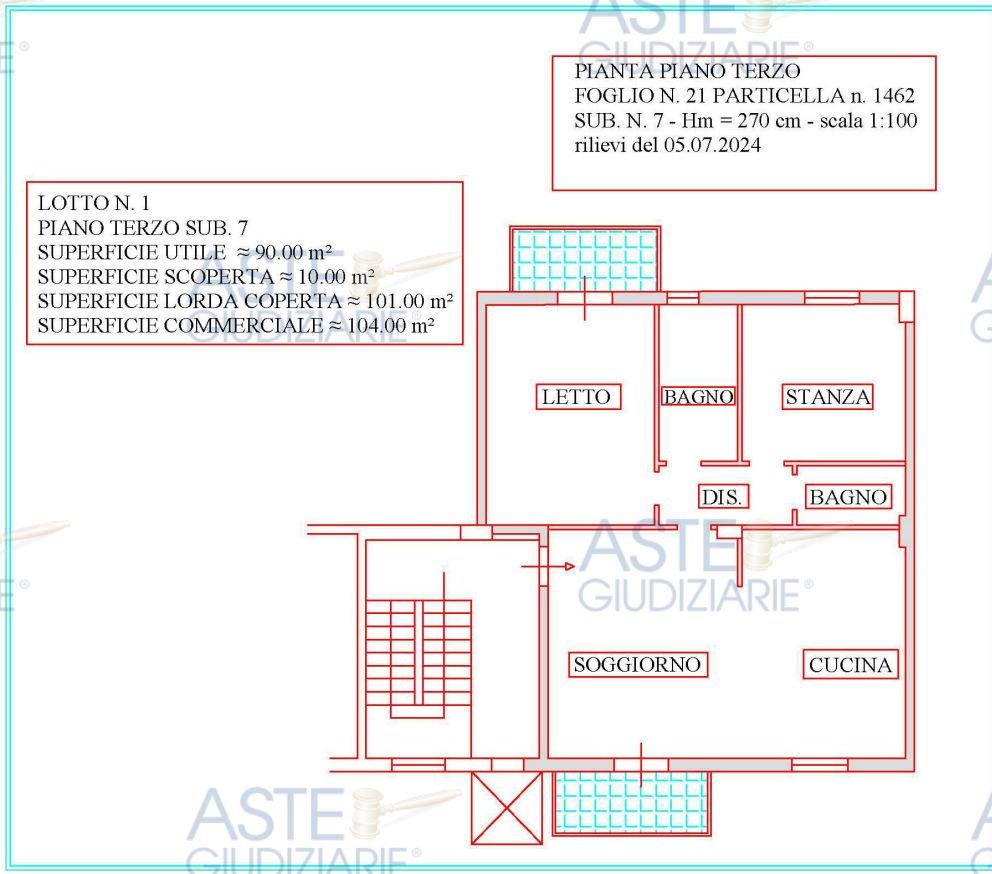 PIANTA PIANO TERZO
FOGLIO N. 21 PARTICELLA n. 1462
SUB. N. 7 - Hm = 270 cm - scala 1:100
rilievi del 05.07.2024
LOTTO N. 1
PIANO TERZO SUB. 7
SUPERFICIE UTILE ≈ 90.00 m²
SUPERFICIE SCOPERTA ≈ 10.00 m²
SUPERFICIE LORDA COPERTA ≈ 101.00 m²
SUPERFICIE COMMERCIALE ≈ 104.00 m²
LETTO
BAGNO
STANZA
DIS.
BAGNO
SOGGIORNO
CUCINA
ASTE
GIUDIZIARIE®
ASTE
GIUDIZIARIE®
ASTE
GIUDIZIARIE®
ASTE
GIUDIZIARIE®